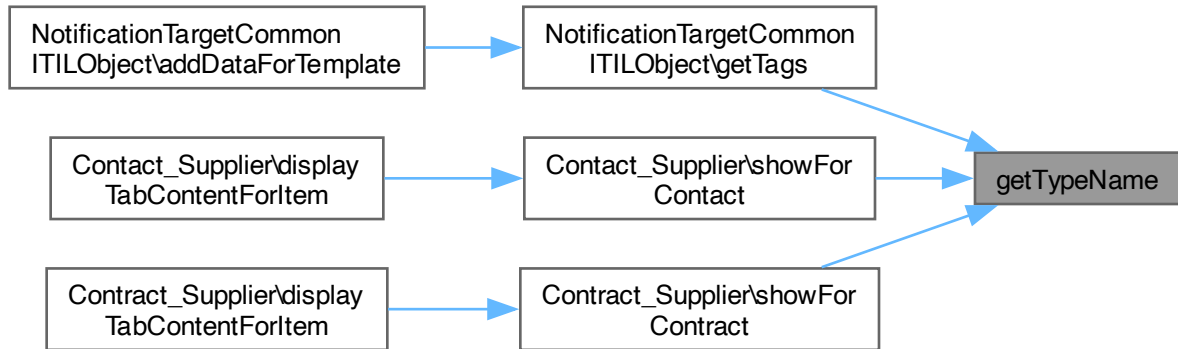 NotificationTargetCommon
ITILObject\addDataForTemplate
NotificationTargetCommon
ITILObject\getTags
Contact_Supplier\display
TabContentForItem
Contact_Supplier\showFor
Contact
getTypeName
Contract_Supplier\display
TabContentForItem
Contract_Supplier\showFor
Contract